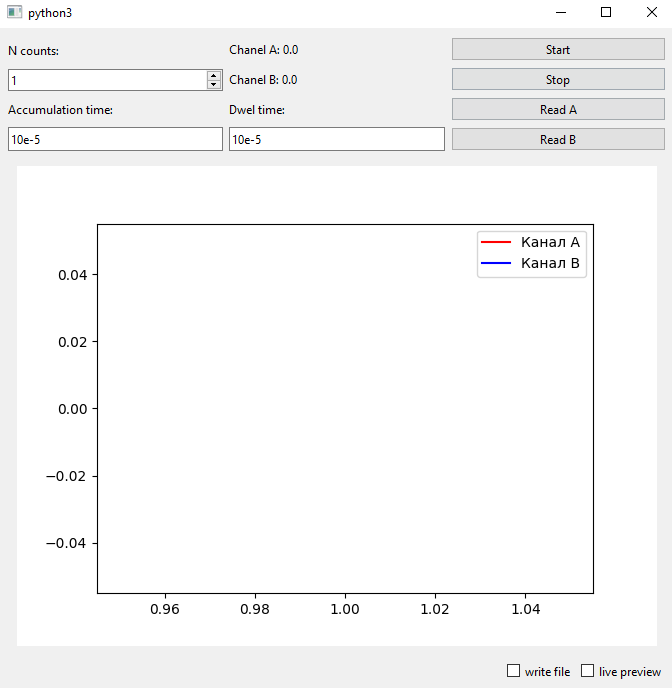 python3
N counts:
Chanel A: 0.0
Start
1
Chanel B: 0.0
Stop
Accumulation time:
Dwel time:
Read A
10e-5
10e-5
Read B
Канал A
Канал B
0.04
0.02
0.00
−0.02
−0.04
0.96 0.98 1.00 1.02 1.04
write file
live preview